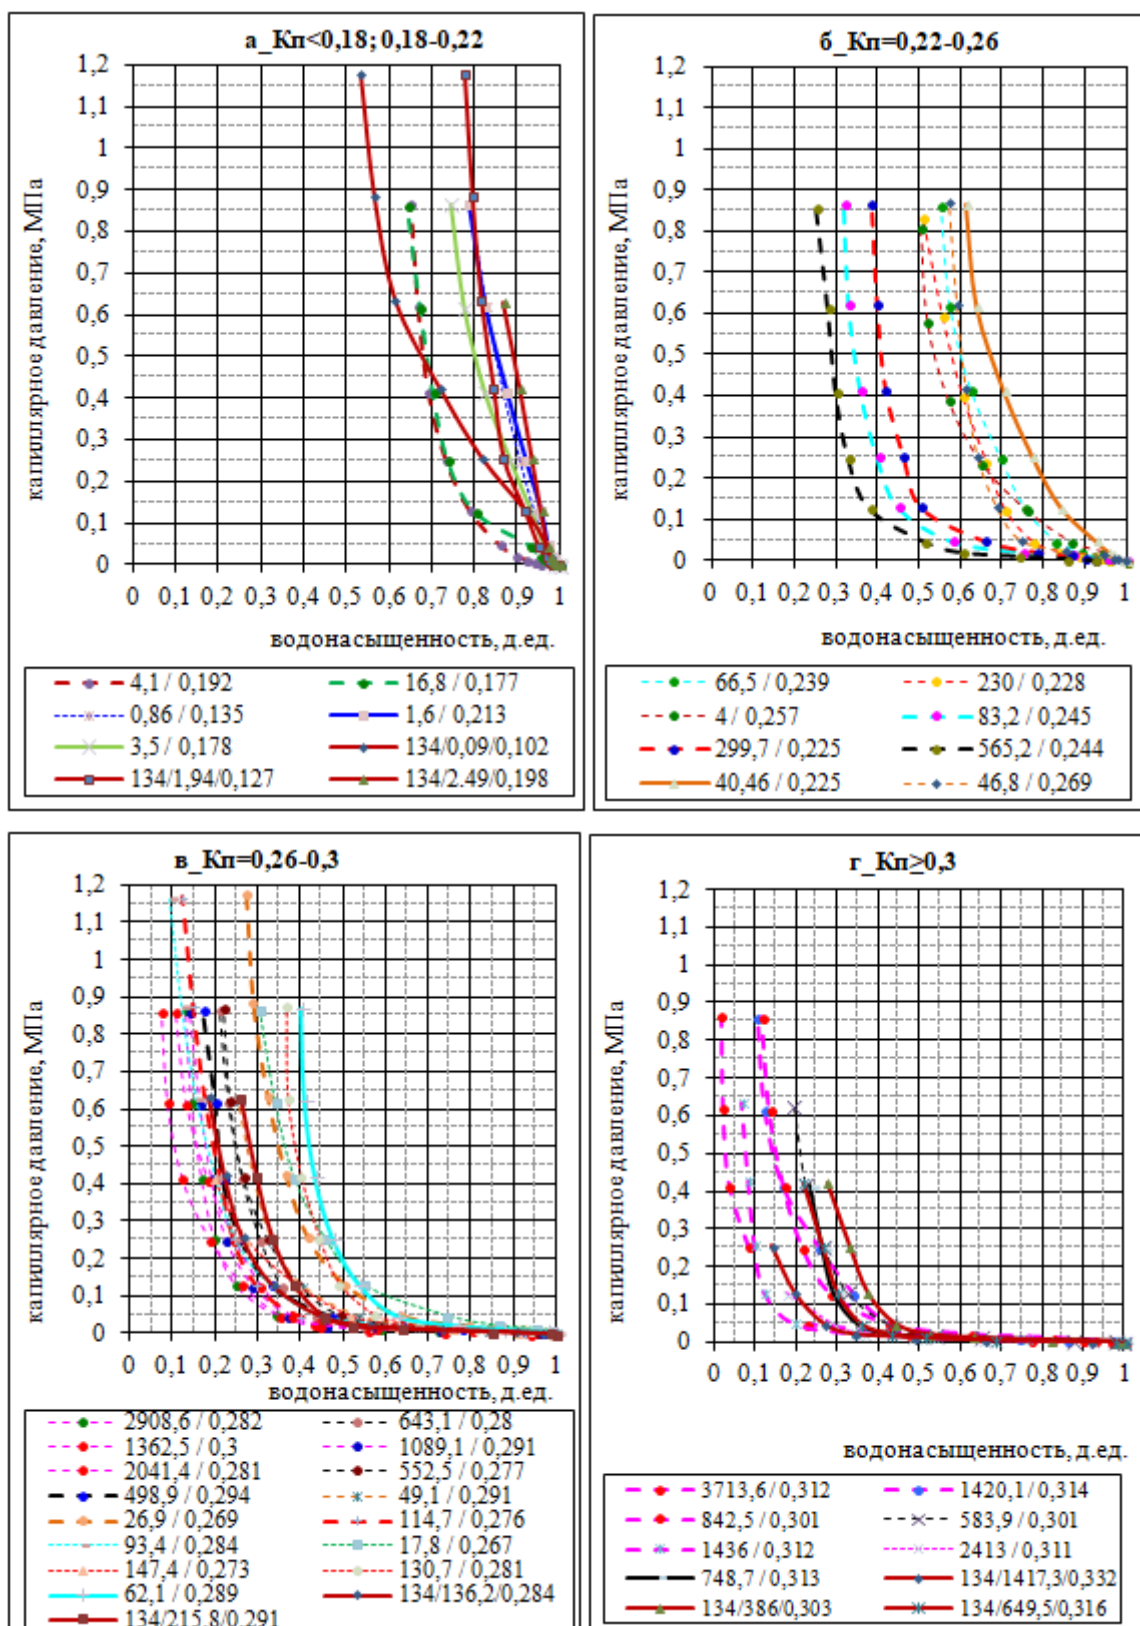 а_Кп<0,18; 0,18-0,22
капиллярное давление, МПа
1,2
1,1
1
0,9
0,8
0,7
0,6
0,5
0,4
0,3
0,2
0,1
0
0 0,1 0,2 0,3 0,4 0,5 0,6 0,7 0,8 0,9 1
водонасыщенность, д.ед.
4,1 / 0,192 16,8 / 0,177
0,86 / 0,135 1,6 / 0,213
3,5 / 0,178 134/0,09/0,102
134/1,94/0,127 134/2.49/0,198
б_Кп=0,22-0,26
капиллярное давление, МПа
1,2
1,1
1
0,9
0,8
0,7
0,6
0,5
0,4
0,3
0,2
0,1
0
0 0,1 0,2 0,3 0,4 0,5 0,6 0,7 0,8 0,9 1
водонасыщенность, д.ед.
66,5 / 0,239 230 / 0,228
4 / 0,257 83,2 / 0,245
299,7 / 0,225 565,2 / 0,244
40,46 / 0,225 46,8 / 0,269
в_Кп=0,26-0,3
капиллярное давление, МПа
1,2
1,1
1
0,9
0,8
0,7
0,6
0,5
0,4
0,3
0,2
0,1
0
0 0,1 0,2 0,3 0,4 0,5 0,6 0,7 0,8 0,9 1
водонасыщенность, д.ед.
2908,6 / 0,282 643,1 / 0,28
1362,5 / 0,3 1089,1 / 0,291
2041,4 / 0,281 552,5 / 0,277
498,9 / 0,294 49,1 / 0,291
26,9 / 0,269 114,7 / 0,276
93,4 / 0,284 17,8 / 0,267
147,4 / 0,273 130,7 / 0,281
62,1 / 0,289 134/136,2/0,284
134/215,8/0,291
г_Кп≥0,3
капиллярное давление, МПа
1,2
1,1
1
0,9
0,8
0,7
0,6
0,5
0,4
0,3
0,2
0,1
0
0 0,1 0,2 0,3 0,4 0,5 0,6 0,7 0,8 0,9 1
водонасыщенность, д.ед.
3713,6 / 0,312 1420,1 / 0,314
842,5 / 0,301 583,9 / 0,301
1436 / 0,312 2413 / 0,311
748,7 / 0,313 134/1417,3/0,332
134/386/0,303 134/649,5/0,316